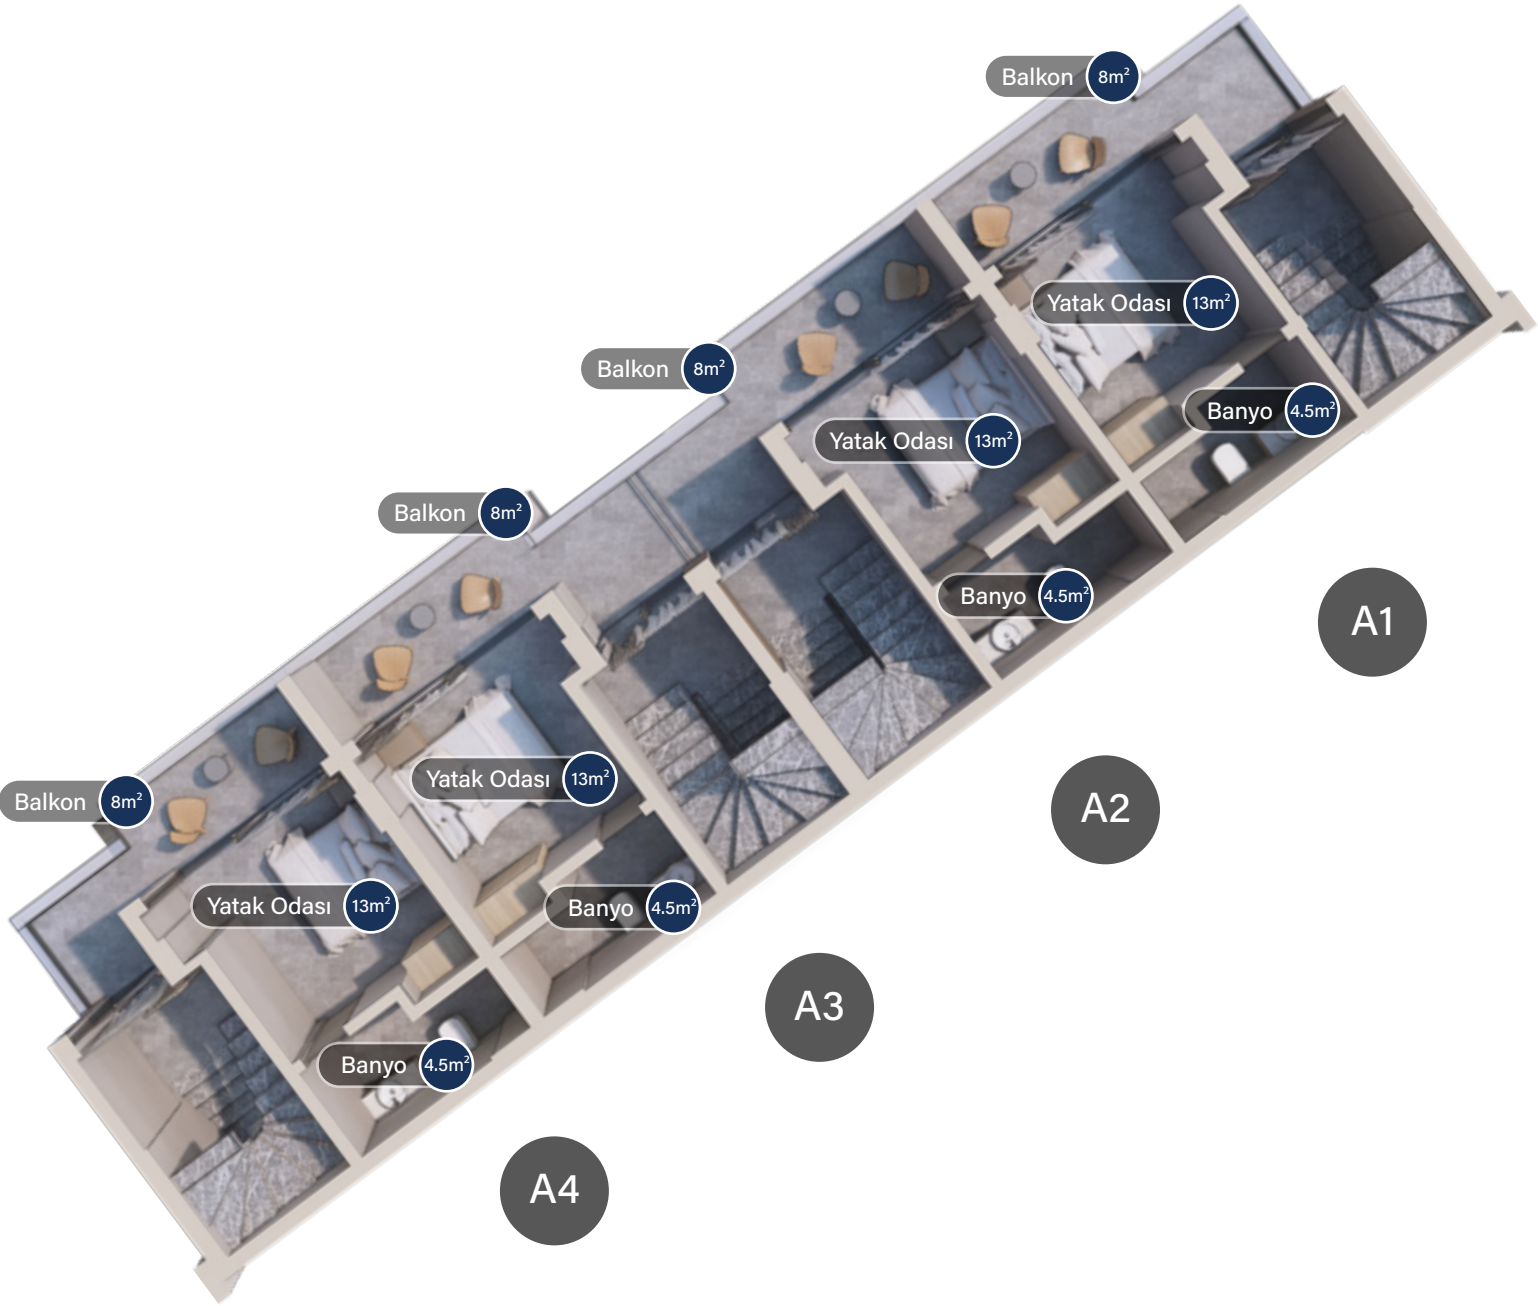 Balkon 8m²
Yatak Odası 13m²
Balkon 8m²
Banyo 4.5m²
Yatak Odası 13m²
Balkon 8m²
Banyo 4.5m²
A1
Yatak Odası 13m²
Balkon 8m²
A2
Yatak Odası 13m²
Banyo 4.5m²
A3
Banyo 4.5m²
A4